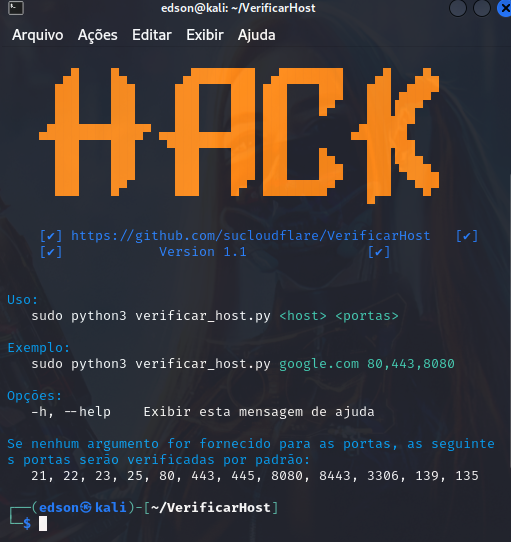 edson@kali: ~/VerificarHost
Arquivo Ações Editar Exibir Ajuda
HACK
[✔] https://github.com/sucloudflare/VerificarHost [✔]
[✔] Version 1.1 [✔]
Uso:
sudo python3 verificar_host.py <host> <portas>
Exemplo:
sudo python3 verificar_host.py google.com 80,443,8080
Opções:
-h, --help Exibir esta mensagem de ajuda
Se nenhum argumento for fornecido para as portas, as seguinte
s portas serão verificadas por padrão:
21, 22, 23, 25, 80, 443, 445, 8080, 8443, 3306, 139, 135
┌──(edson㉿kali)-[~/VerificarHost]
└─$